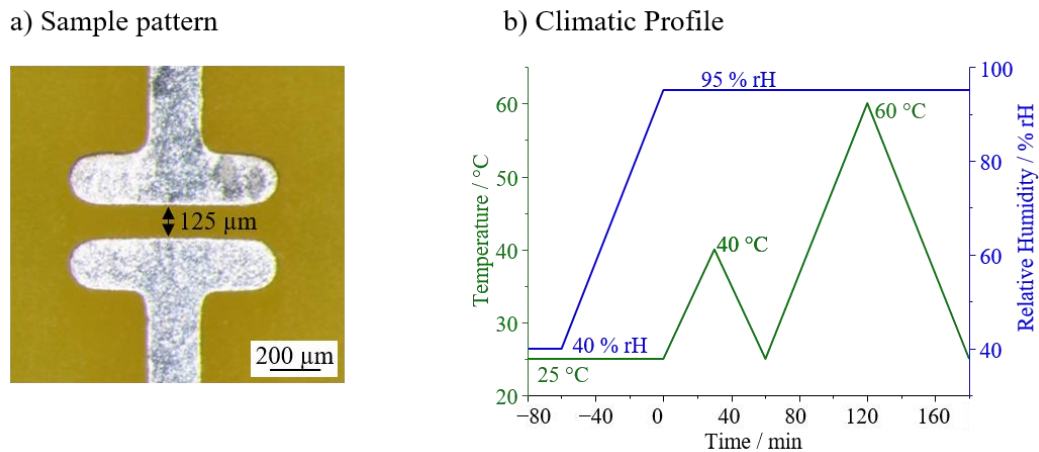 a) Sample pattern
125 µm
200 µm
b) Climatic Profile
Temperature / °C
60
50
40
30
20
95 % rH
60 °C
40 °C
40 % rH
25 °C
100
80
60
40
Relative Humidity / % rH
−80 −40 0 40 80 120 160
Time / min